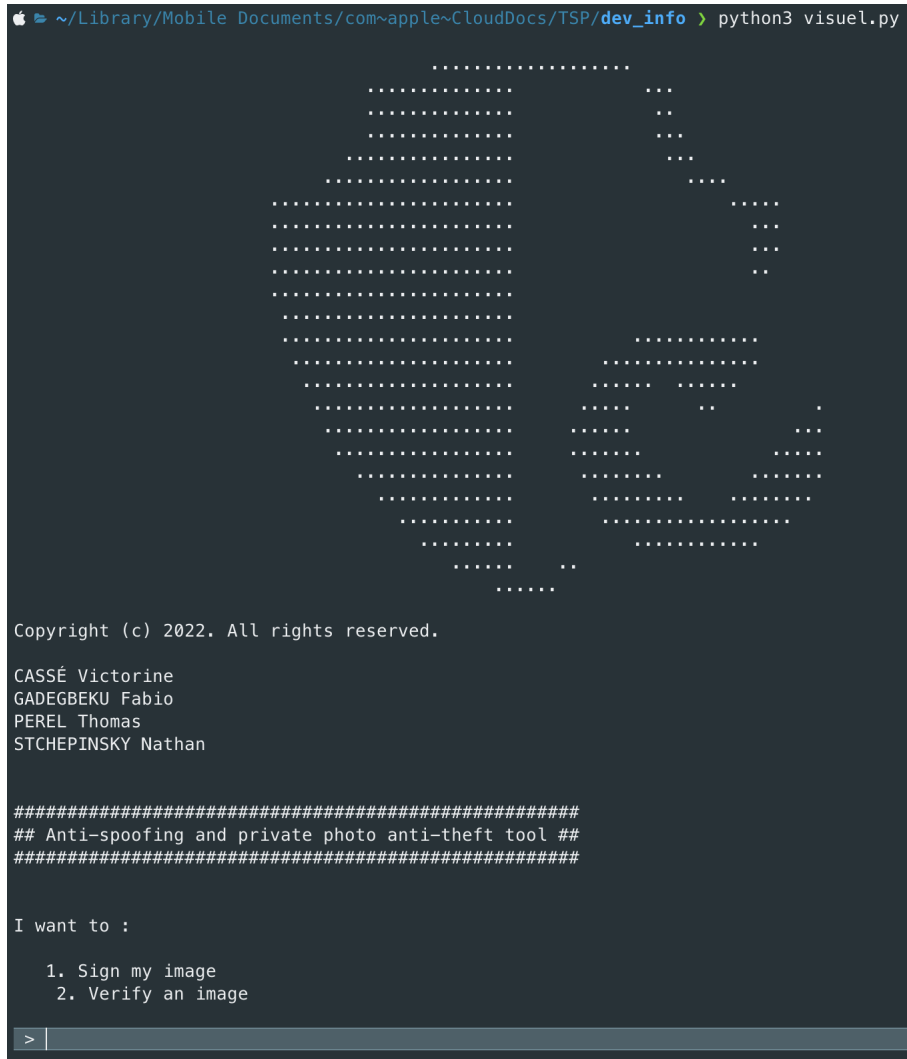 ~/Library/Mobile Documents/com~apple~CloudDocs/TSP/dev_info ❯ python3 visuel.py
Copyright (c) 2022. All rights reserved.
CASSÉ Victorine
GADEGBEKU Fabio
PEREL Thomas
STCHEPINSKY Nathan
#####################################################
## Anti-spoofing and private photo anti-theft tool ##
#####################################################
I want to :
1. Sign my image
2. Verify an image
>